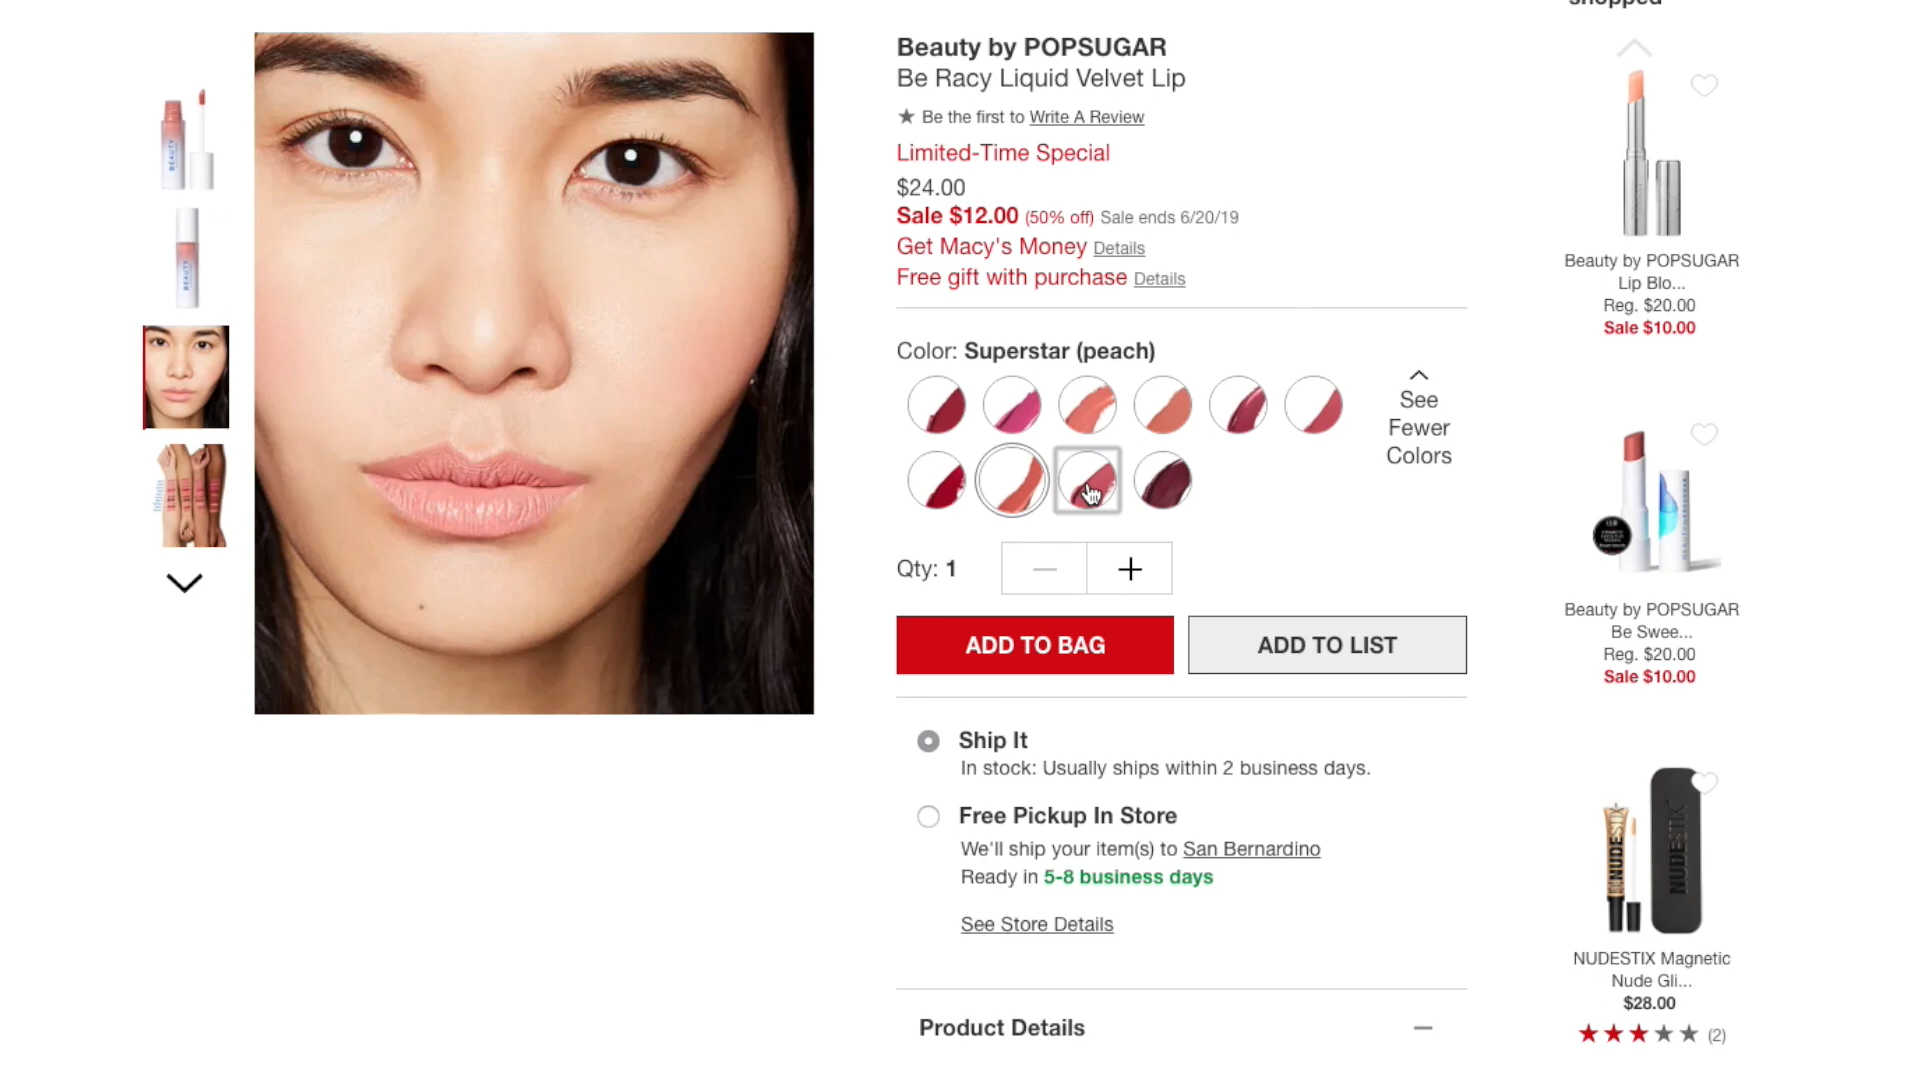 shopped
Beauty by POPSUGAR
Be Racy Liquid Velvet Lip
★ Be the first to Write A Review
Limited-Time Special
$24.00
Sale $12.00 (50% off) Sale ends 6/20/19
Get Macy's Money Details
Free gift with purchase Details
Color: Superstar (peach)
See
Fewer
Colors
Qty: 1
ADD TO BAG
ADD TO LIST
Ship It
In stock: Usually ships within 2 business days.
Free Pickup In Store
We'll ship your item(s) to San Bernardino
Ready in 5-8 business days
See Store Details
Product Details
BEAUTY
BEAUTY
Beauty by POPSUGAR
Lip Blo...
Reg. $20.00
Sale $10.00
Beauty by POPSUGAR
Be Swee...
Reg. $20.00
Sale $10.00
NUDESTIX
NUDESTIX
NUDESTIX Magnetic
Nude Gli...
$28.00
(2)